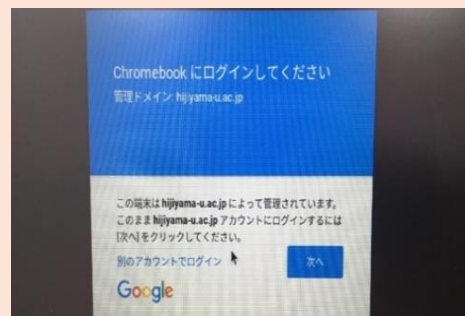 Chromebook にログインしてください
管理ドメイン: hijiyama-u.ac.jp
この端末は hijiyama-u.ac.jp によって管理されています。
このまま hijiyama-u.ac.jp アカウントにログインするには
[次へ] をクリックしてください。
別のアカウントでログイン
次へ
Google